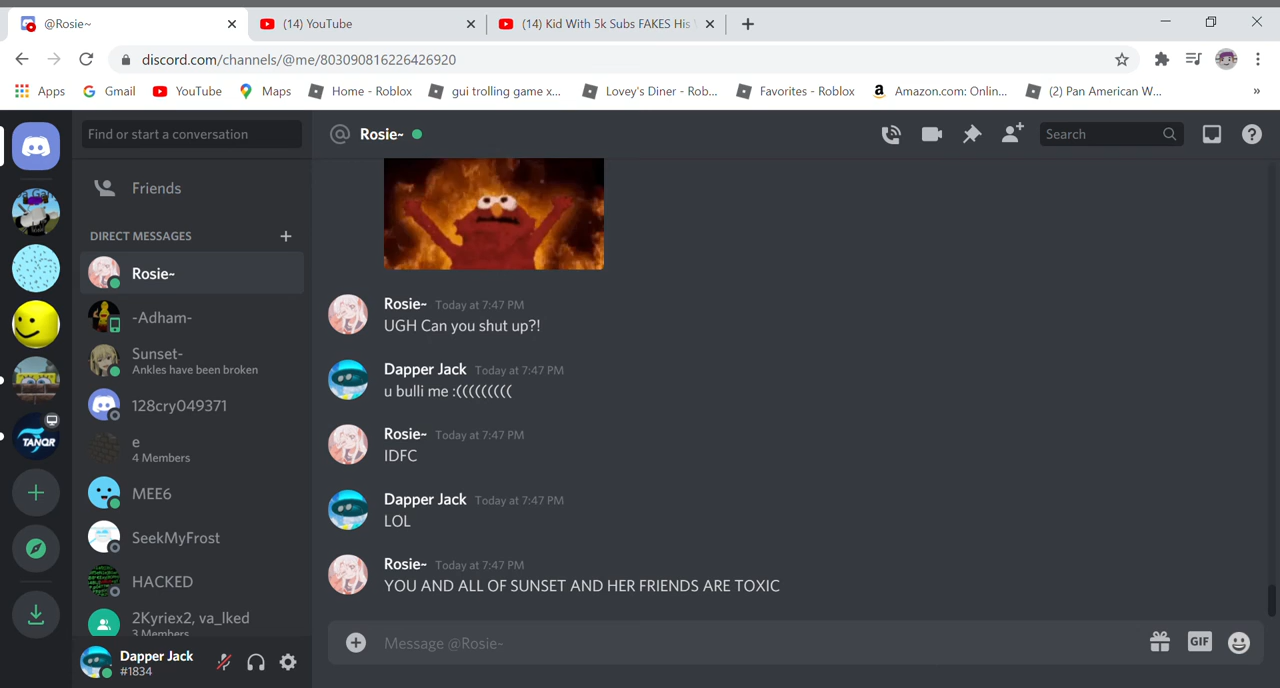 @Rosie~
(14) YouTube
(14) Kid With 5k Subs FAKES His
discord.com/channels/@me/803090816226426920
Apps
Gmail
YouTube
Maps
Home - Roblox
gui trolling game x...
Lovey's Diner - Rob...
Favorites - Roblox
Amazon.com: Onlin...
(2) Pan American W...
»
Find or start a conversation
@ Rosie~
Search
Friends
DIRECT MESSAGES
Rosie~
-Adham-
Sunset-
Ankles have been broken
128cry049371
e
4 Members
MEE6
SeekMyFrost
HACKED
2Kyriex2, va_lked
3 Members
TANQR
Dapper Jack
#1834
Rosie~ Today at 7:47 PM
UGH Can you shut up?!
Dapper Jack Today at 7:47 PM
u bulli me :(((((((((
Rosie~ Today at 7:47 PM
IDFC
Dapper Jack Today at 7:47 PM
LOL
Rosie~ Today at 7:47 PM
YOU AND ALL OF SUNSET AND HER FRIENDS ARE TOXIC
Message @Rosie~
GIF